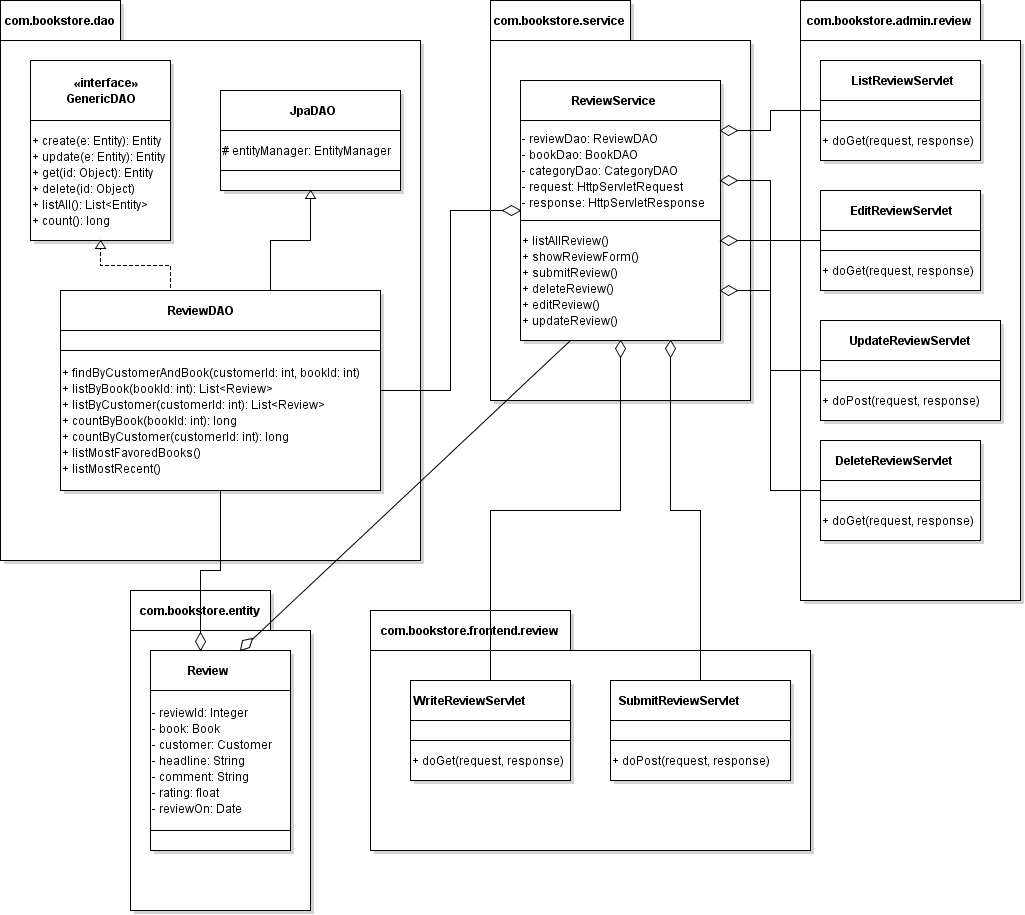 com.bookstore.dao
«interface»
GenericDAO
+ create(e: Entity): Entity
+ update(e: Entity): Entity
+ get(id: Object): Entity
+ delete(id: Object)
+ listAll(): List<Entity>
+ count(): long
JpaDAO
# entityManager: EntityManager
ReviewDAO
+ findByCustomerAndBook(customerId: int, bookId: int)
+ listByBook(bookId: int): List<Review>
+ listByCustomer(customerId: int): List<Review>
+ countByBook(bookId: int): long
+ countByCustomer(customerId: int): long
+ listMostFavoredBooks()
+ listMostRecent()
com.bookstore.service
ReviewService
- reviewDao: ReviewDAO
- bookDao: BookDAO
- categoryDao: CategoryDAO
- request: HttpServletRequest
- response: HttpServletResponse
+ listAllReview()
+ showReviewForm()
+ submitReview()
+ deleteReview()
+ editReview()
+ updateReview()
com.bookstore.admin.review
ListReviewServlet
+ doGet(request, response)
EditReviewServlet
+ doGet(request, response)
UpdateReviewServlet
+ doPost(request, response)
DeleteReviewServlet
+ doGet(request, response)
com.bookstore.entity
Review
- reviewId: Integer
- book: Book
- customer: Customer
- headline: String
- comment: String
- rating: float
- reviewOn: Date
com.bookstore.frontend.review
WriteReviewServlet
+ doGet(request, response)
SubmitReviewServlet
+ doPost(request, response)